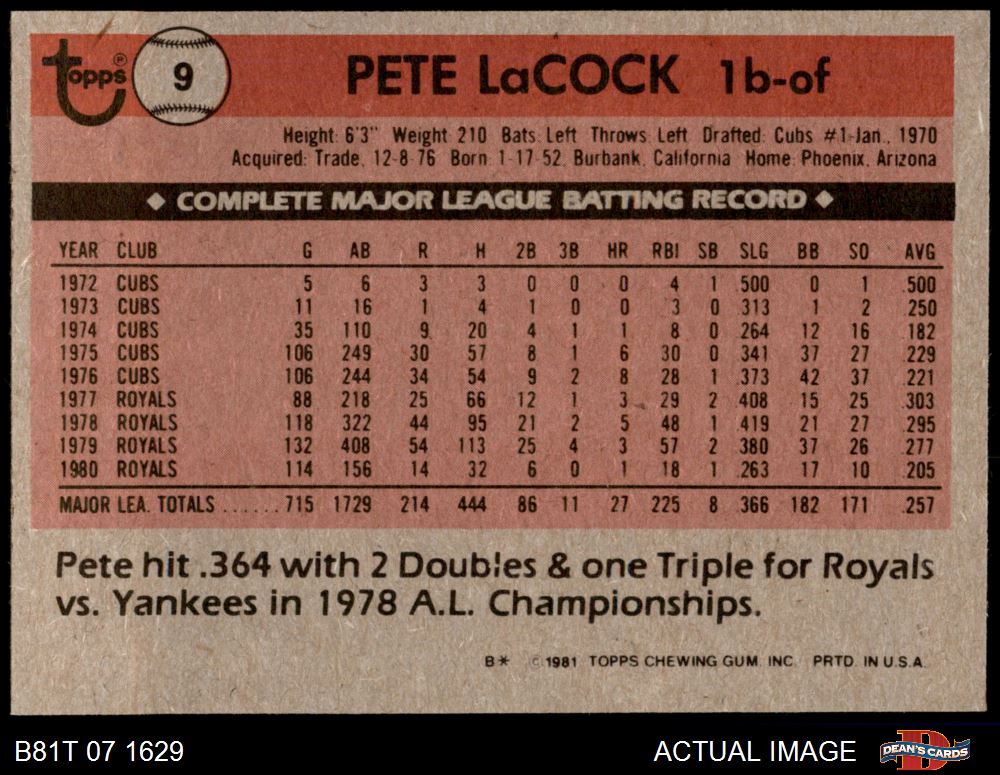 Topps ® 9 PETE LaCOCK 1b-of
Height: 6'3" Weight: 210 Bats: Left Throws: Left Drafted: Cubs #1-Jan., 1970
Acquired: Trade, 12-8-76 Born: 1-17-52, Burbank, California Home: Phoenix, Arizona
◆ COMPLETE MAJOR LEAGUE BATTING RECORD ◆
YEAR CLUB G AB R H 2B 3B HR RBI SB SLG BB SO AVG
1972 CUBS 5 6 3 3 0 0 0 4 1 .500 0 1 .500
1973 CUBS 11 16 1 4 1 0 0 3 0 .313 1 2 .250
1974 CUBS 35 110 9 20 4 1 1 8 0 .264 12 16 .182
1975 CUBS 106 249 30 57 8 1 6 30 0 .341 37 27 .229
1976 CUBS 106 244 34 54 9 2 8 28 1 .373 42 37 .221
1977 ROYALS 88 218 25 66 12 1 3 29 2 .408 15 25 .303
1978 ROYALS 118 322 44 95 21 2 5 48 1 .419 21 27 .295
1979 ROYALS 132 408 54 113 25 4 3 57 2 .380 37 26 .277
1980 ROYALS 114 156 14 32 6 0 1 18 1 .263 17 10 .205
MAJOR LEA. TOTALS ...... 715 1729 214 444 86 11 27 225 8 .366 182 171 .257
Pete hit .364 with 2 Doubles & one Triple for Royals
vs. Yankees in 1978 A.L. Championships.
B* © 1981 TOPPS CHEWING GUM, INC. PRTD. IN U.S.A.
B81T 07 1629 ACTUAL IMAGE DEAN'S CARDS